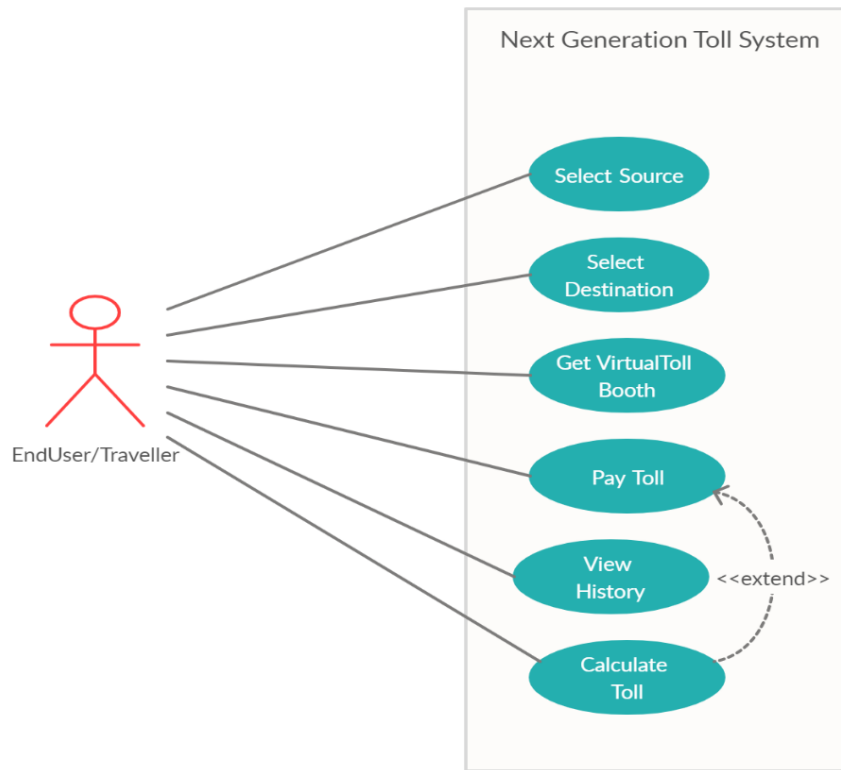 Next Generation Toll System
Select Source
Select
Destination
Get VirtualToll
Booth
EndUser/Traveller
Pay Toll
View
History
<<extend>>
Calculate
Toll